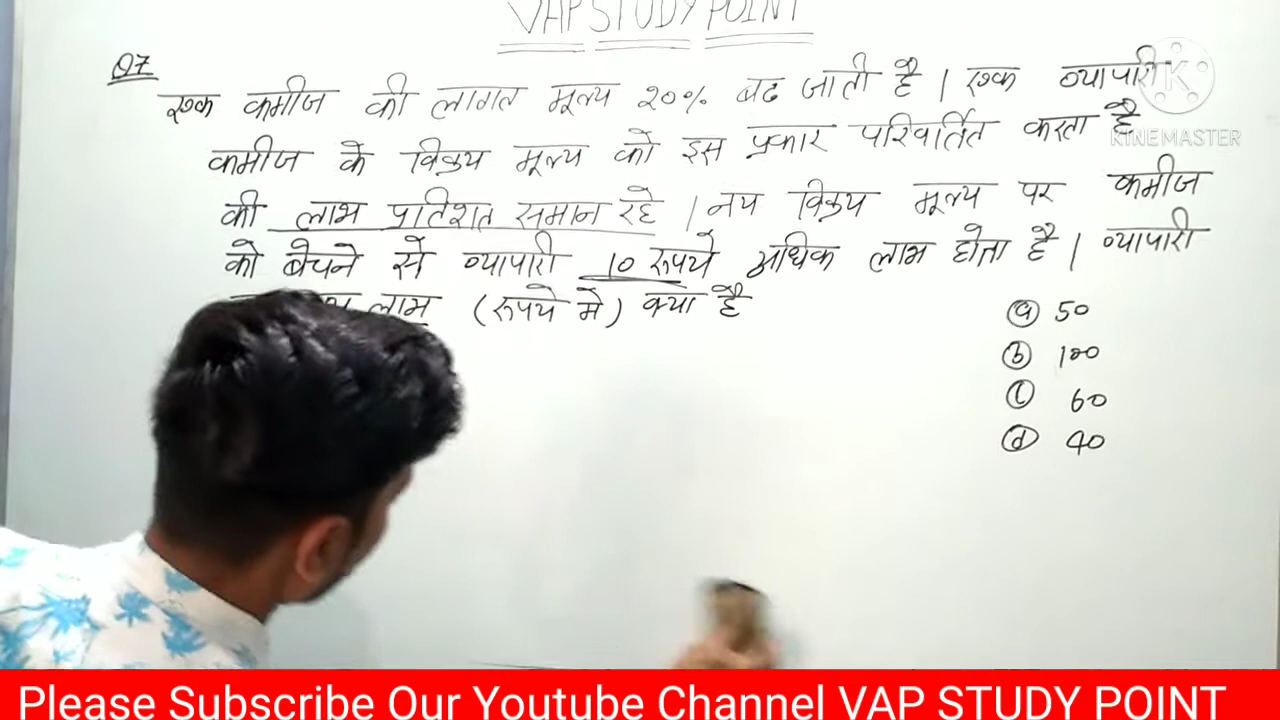 VAP STUDY POINT
Q7
एक कमीज की लागत मूल्य २०% बढ जाती है । एक व्यापारी
कमीज के विक्रय मूल्य को इस प्रकार परिवर्तित करता है
की लाभ प्रतिशत समान रहे । नय विक्रय मूल्य पर कमीज
को बेचने से व्यापारी 10 रूपये अधिक लाभ होता है । व्यापारी
लाभ (रूपये मे) क्या है
(a) 50
(b) 100
(c) 60
(d) 40
KINEMASTER
Please Subscribe Our Youtube Channel VAP STUDY POINT